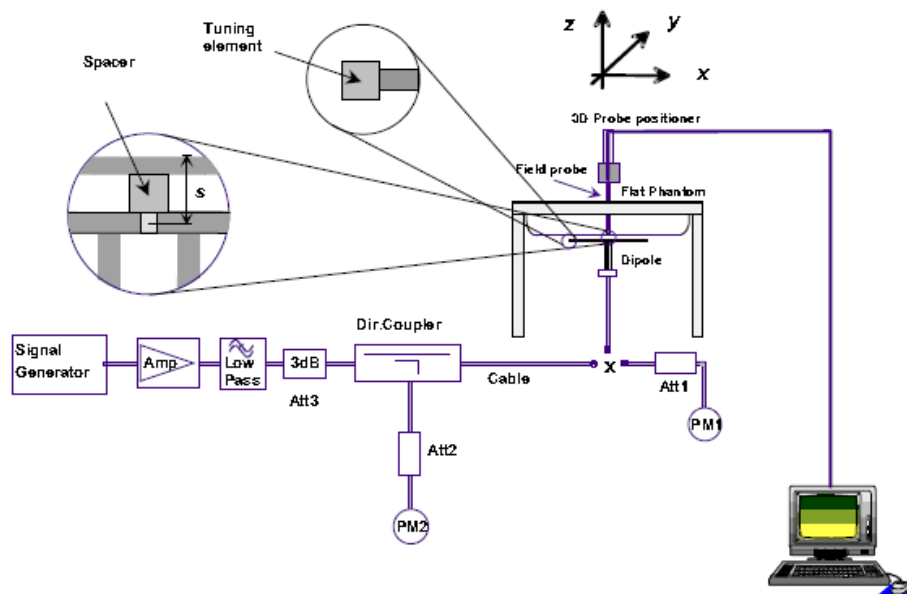 Tuning
element
Spacer
z
y
x
3D Probe positioner
Field probe
Flat Phantom
s
Dipole
Dir.Coupler
Signal
Generator
Amp
Low
Pass
3dB
Att3
Cable
x
Att1
PM1
Att2
PM2